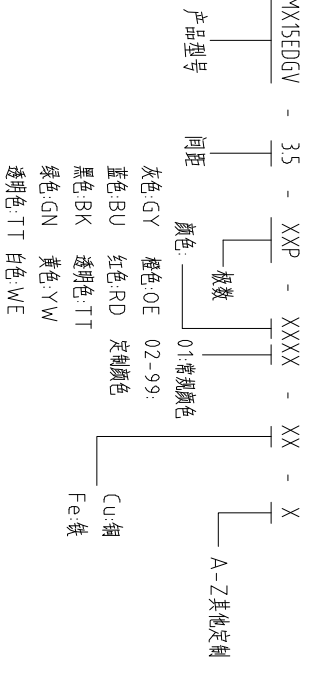 MX15EDGV - 3.5 - XXP - XXXX - XX - X
产品型号
间距
极数
颜色:
灰色:GY 橙色:OE
蓝色:BU 红色:RD
黑色:BK 透明色:TT
绿色:GN 黄色:YW
透明色:TT 白色:WE
01:常规颜色
02-99:
定制颜色
Cu:铜
Fe:铁
A-Z其他定制